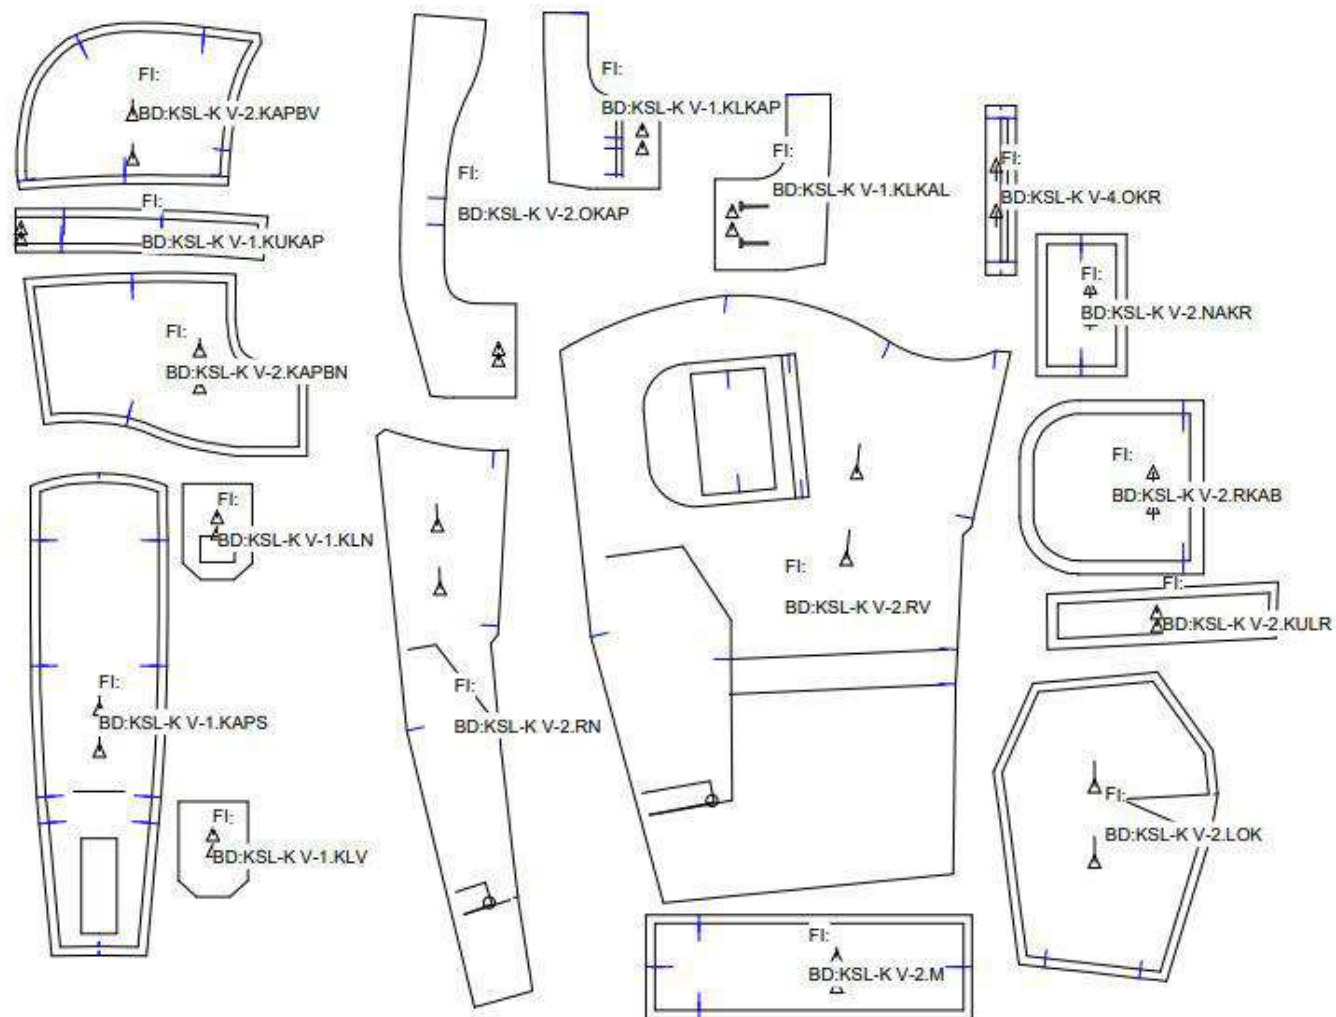 FI:
BD:KSL-K V-2.KAPBV
FI:
BD:KSL-K V-1.KUKAP
FI:
BD:KSL-K V-2.KAPBN
FI:
BD:KSL-K V-1.KLN
FI:
BD:KSL-K V-1.KAPS
FI:
BD:KSL-K V-1.KLV
FI:
BD:KSL-K V-2.OKAP
FI:
BD:KSL-K V-2.RN
FI:
BD:KSL-K V-1.KLKAP
FI:
BD:KSL-K V-1.KLKAL
FI:
BD:KSL-K V-2.RV
FI:
BD:KSL-K V-2.M
FI:
BD:KSL-K V-4.OKR
FI:
BD:KSL-K V-2.NAKR
FI:
BD:KSL-K V-2.RKAB
FI:
BD:KSL-K V-2.KULR
FI:
BD:KSL-K V-2.LOK